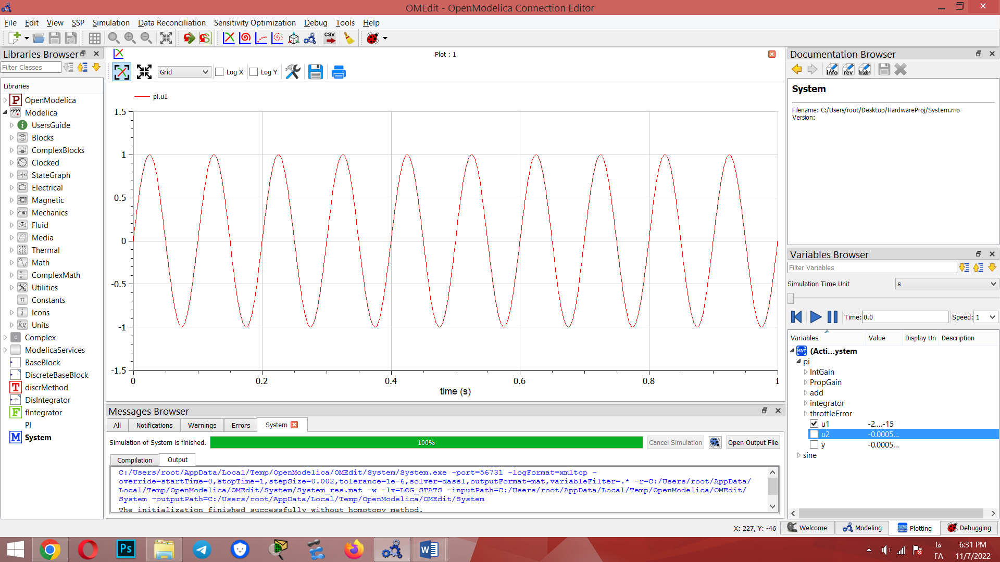 OMEdit - OpenModelica Connection Editor
File Edit View SSP Simulation Data Reconciliation Sensitivity Optimization Debug Tools Help
CSV
Libraries Browser
Filter Classes
Libraries
P OpenModelica
Modelica
i UsersGuide
Blocks
ComplexBlocks
Clocked
StateGraph
Electrical
Magnetic
Mechanics
Fluid
Media
Thermal
Math
ComplexMath
Utilities
π Constants
i Icons
kg Units
C Complex
ModelicaServices
BaseBlock
DiscreteBaseBlock
T discrMethod
DisIntegrator
F fIntegrator
PI
M System
Plot : 1
Grid Log X Log Y
pi.u1
1.5
1
0.5
0
-0.5
-1
-1.5
0 0.2 0.4 0.6 0.8 1
time (s)
Messages Browser
All Notifications Warnings Errors System
Simulation of System is finished. 100% Cancel Simulation Open Output File
Compilation Output
C:/Users/root/AppData/Local/Temp/OpenModelica/OMEdit/System/System.exe -port=56731 -logFormat=xmltcp -
override=startTime=0,stopTime=1,stepSize=0.002,tolerance=1e-6,solver=dassl,outputFormat=mat,variableFilter=.* -r=C:/Users/root/AppData/
Local/Temp/OpenModelica/OMEdit/System/System_res.mat -w -lv=LOG_STATS -inputPath=C:/Users/root/AppData/Local/Temp/OpenModelica/OMEdit/
System -outputPath=C:/Users/root/AppData/Local/Temp/OpenModelica/OMEdit/System
The initialization finished successfully without homotopy method.
Documentation Browser
info rev header
System
Filename: C:/Users/root/Desktop/HardwareProj/System.mo
Version:
Variables Browser
Filter Variables
Simulation Time Unit s
Time: 0.0 Speed: 1
Variables Value Display Un Description
MAT (Acti...ystem
pi
IntGain
PropGain
add
integrator
throttleError
u1 -2....-15
u2 -0.0005...
y -0.0005...
sine
X: 227, Y: -46 Welcome Modeling Plotting Debugging
Ps
W
فا
FA
6:31 PM
11/7/2022